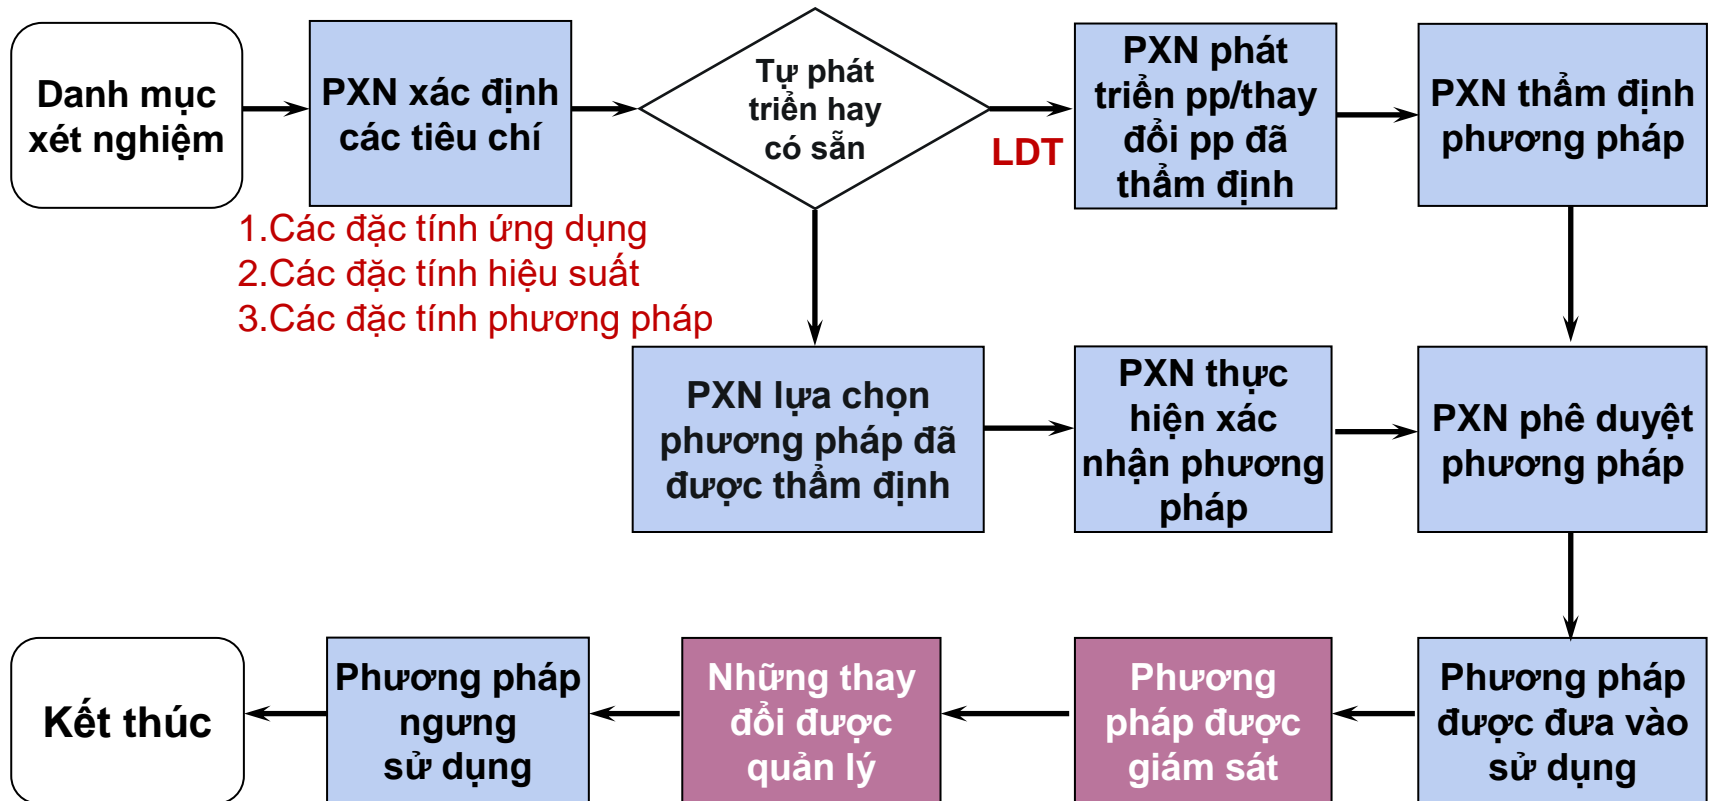 Danh mục
xét nghiệm
PXN xác định
các tiêu chí
Tự phát
triển hay
có sẵn
LDT
PXN phát
triển pp/thay
đổi pp đã
thẩm định
PXN thẩm định
phương pháp
1.Các đặc tính ứng dụng
2.Các đặc tính hiệu suất
3.Các đặc tính phương pháp
PXN lựa chọn
phương pháp đã
được thẩm định
PXN thực
hiện xác
nhận phương
pháp
PXN phê duyệt
phương pháp
Phương pháp
được đưa vào
sử dụng
Phương
pháp được
giám sát
Những thay
đổi được
quản lý
Phương pháp
ngưng
sử dụng
Kết thúc